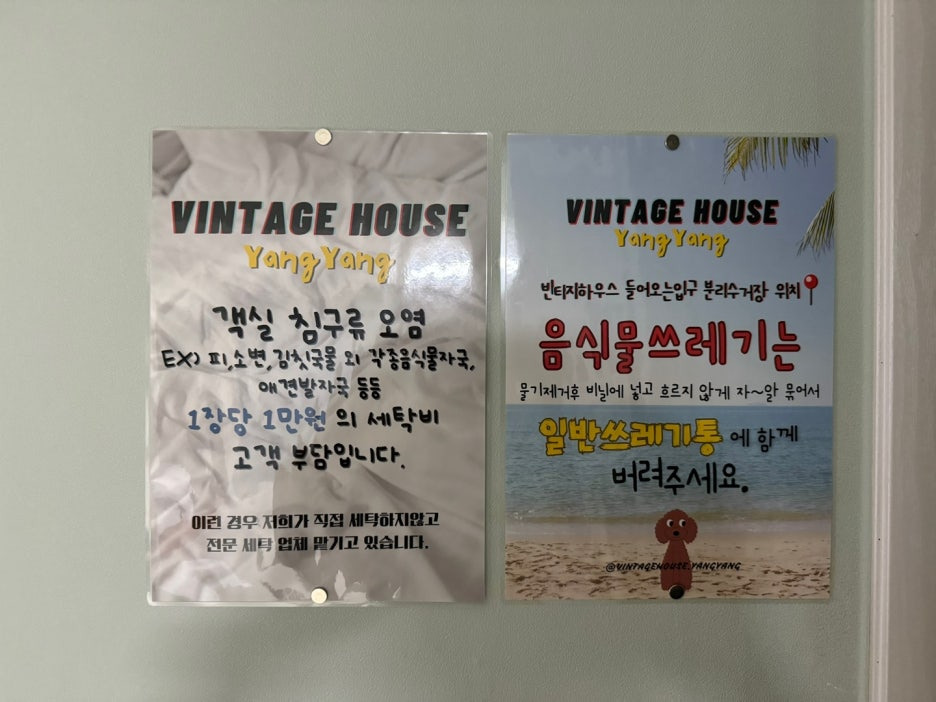 VINTAGE HOUSE
YangYang
객실 침구류 오염
EX) 피,소변,김칫국물 외 각종음식물자국,
애견발자국 등등
1장당 1만원 의 세탁비
고객 부담입니다.
이런 경우 저희가 직접 세탁하지않고
전문 세탁 업체 맡기고 있습니다.
VINTAGE HOUSE
YangYang
빈티지하우스 들어오는입구 분리수거장 위치
음식물쓰레기는
물기제거후 비닐에 넣고 흐르지 않게 자~알 묶어서
일반쓰레기통 에 함께
버려주세요.
@VINTAGEHOUSE.YANGYANG